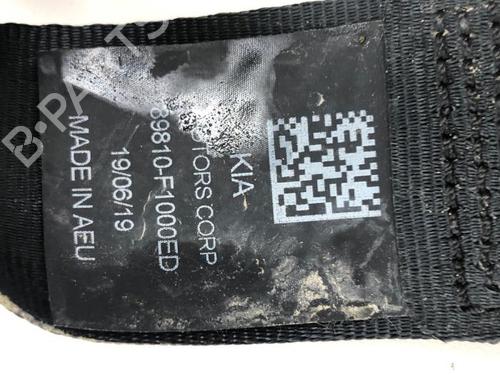 KIA
TORS CORP.
89810-F1000ED
19/06/19
MADE IN AEU
B-PARTS